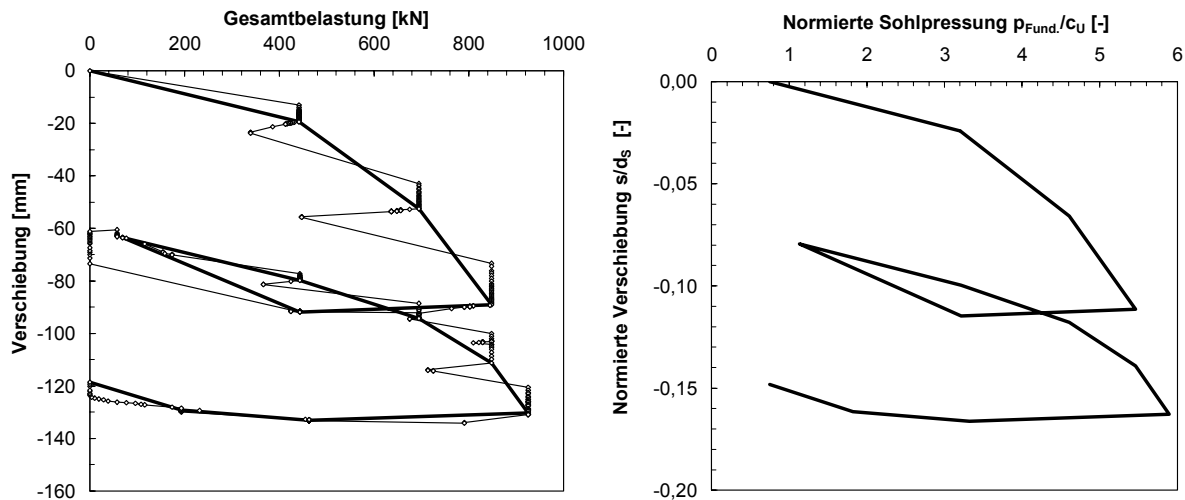 Gesamtbelastung [kN]
0 200 400 600 800 1000
Verschiebung [mm]
0
-20
-40
-60
-80
-100
-120
-140
-160
Normierte Sohlpressung pFund./cU [-]
0 1 2 3 4 5 6
Normierte Verschiebung s/dS [-]
0,00
-0,05
-0,10
-0,15
-0,20